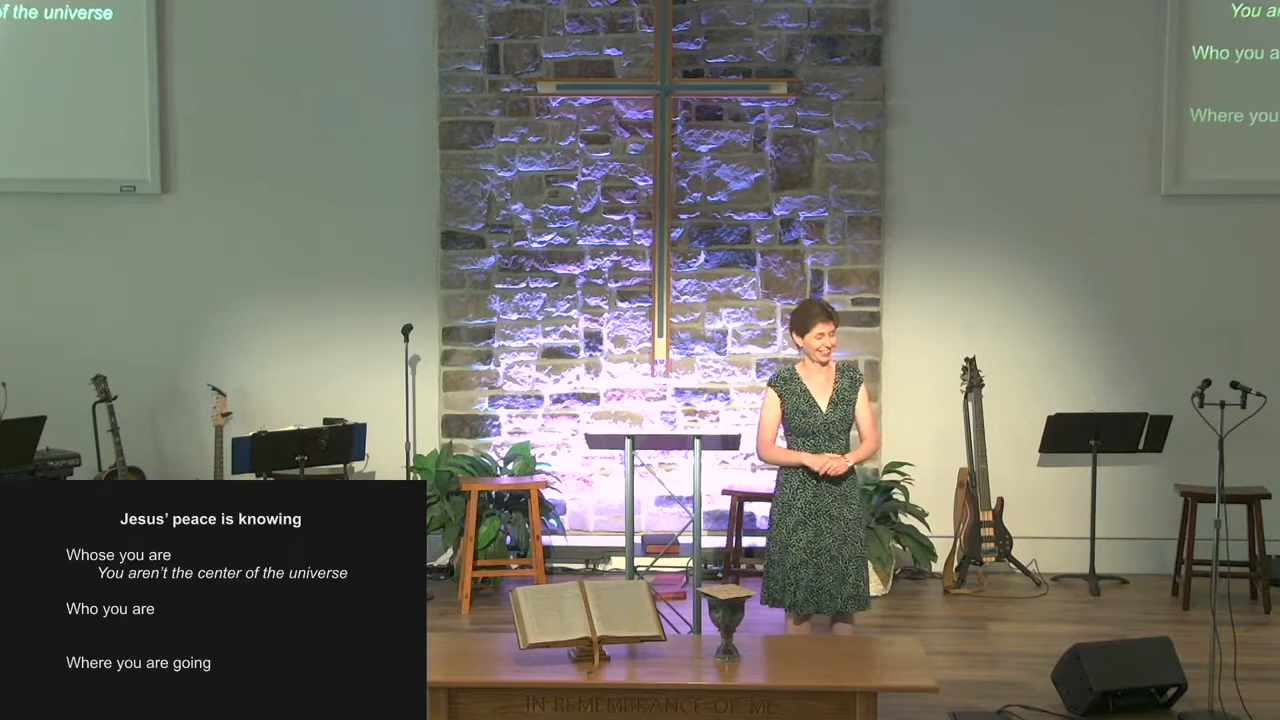 of the universe
You a
Who you a
Where you
Jesus' peace is knowing
Whose you are
You aren't the center of the universe
Who you are
Where you are going
IN REMEMBRANCE OF ME